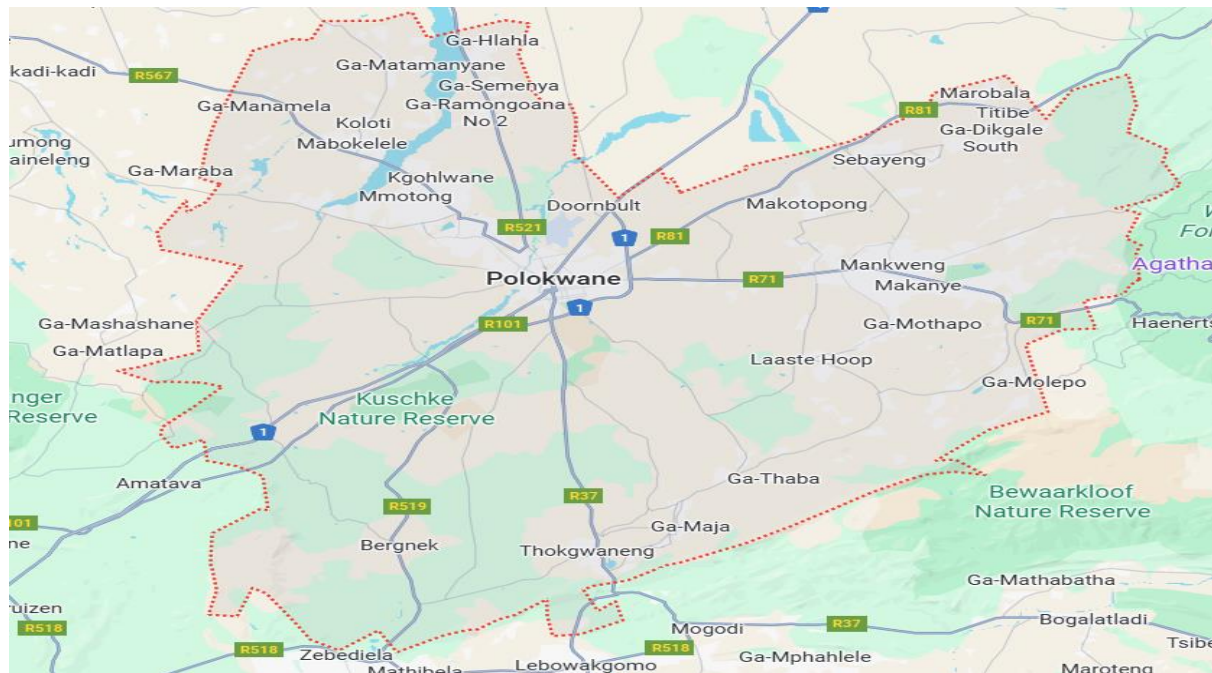 Ga-Hlahla
kadi-kadi
R567
Ga-Matamanyane
Ga-Semenya
Ga-Manamela
Ga-Ramongoana
No 2
Koloti
Mabokelele
Marobala
R81
Titibe
Ga-Dikgale
South
umong
aineleng
Ga-Maraba
Kgohlwane
Mmotong
Sebayeng
Doornbult
Makotopong
R521
1
R81
Polokwane
R71
Mankweng
Makanye
Agatha
1
R101
Ga-Mashashane
Ga-Matlapa
Ga-Mothapo
R71
Haenerts
Laaste Hoop
Ga-Molepo
nger
Reserve
Kuschke
Nature Reserve
1
Amatava
Ga-Thaba
Bewaarkloof
Nature Reserve
R37
R519
101
ne
Ga-Maja
Bergnek
Thokgwaneng
Ga-Mathabatha
ruizen
R518
Mogodi
R37
Bogalatladi
Tsibe
R518
Zebediela
Mathibela
Lebowakgomo
R518
Ga-Mphahlele
Maroteng